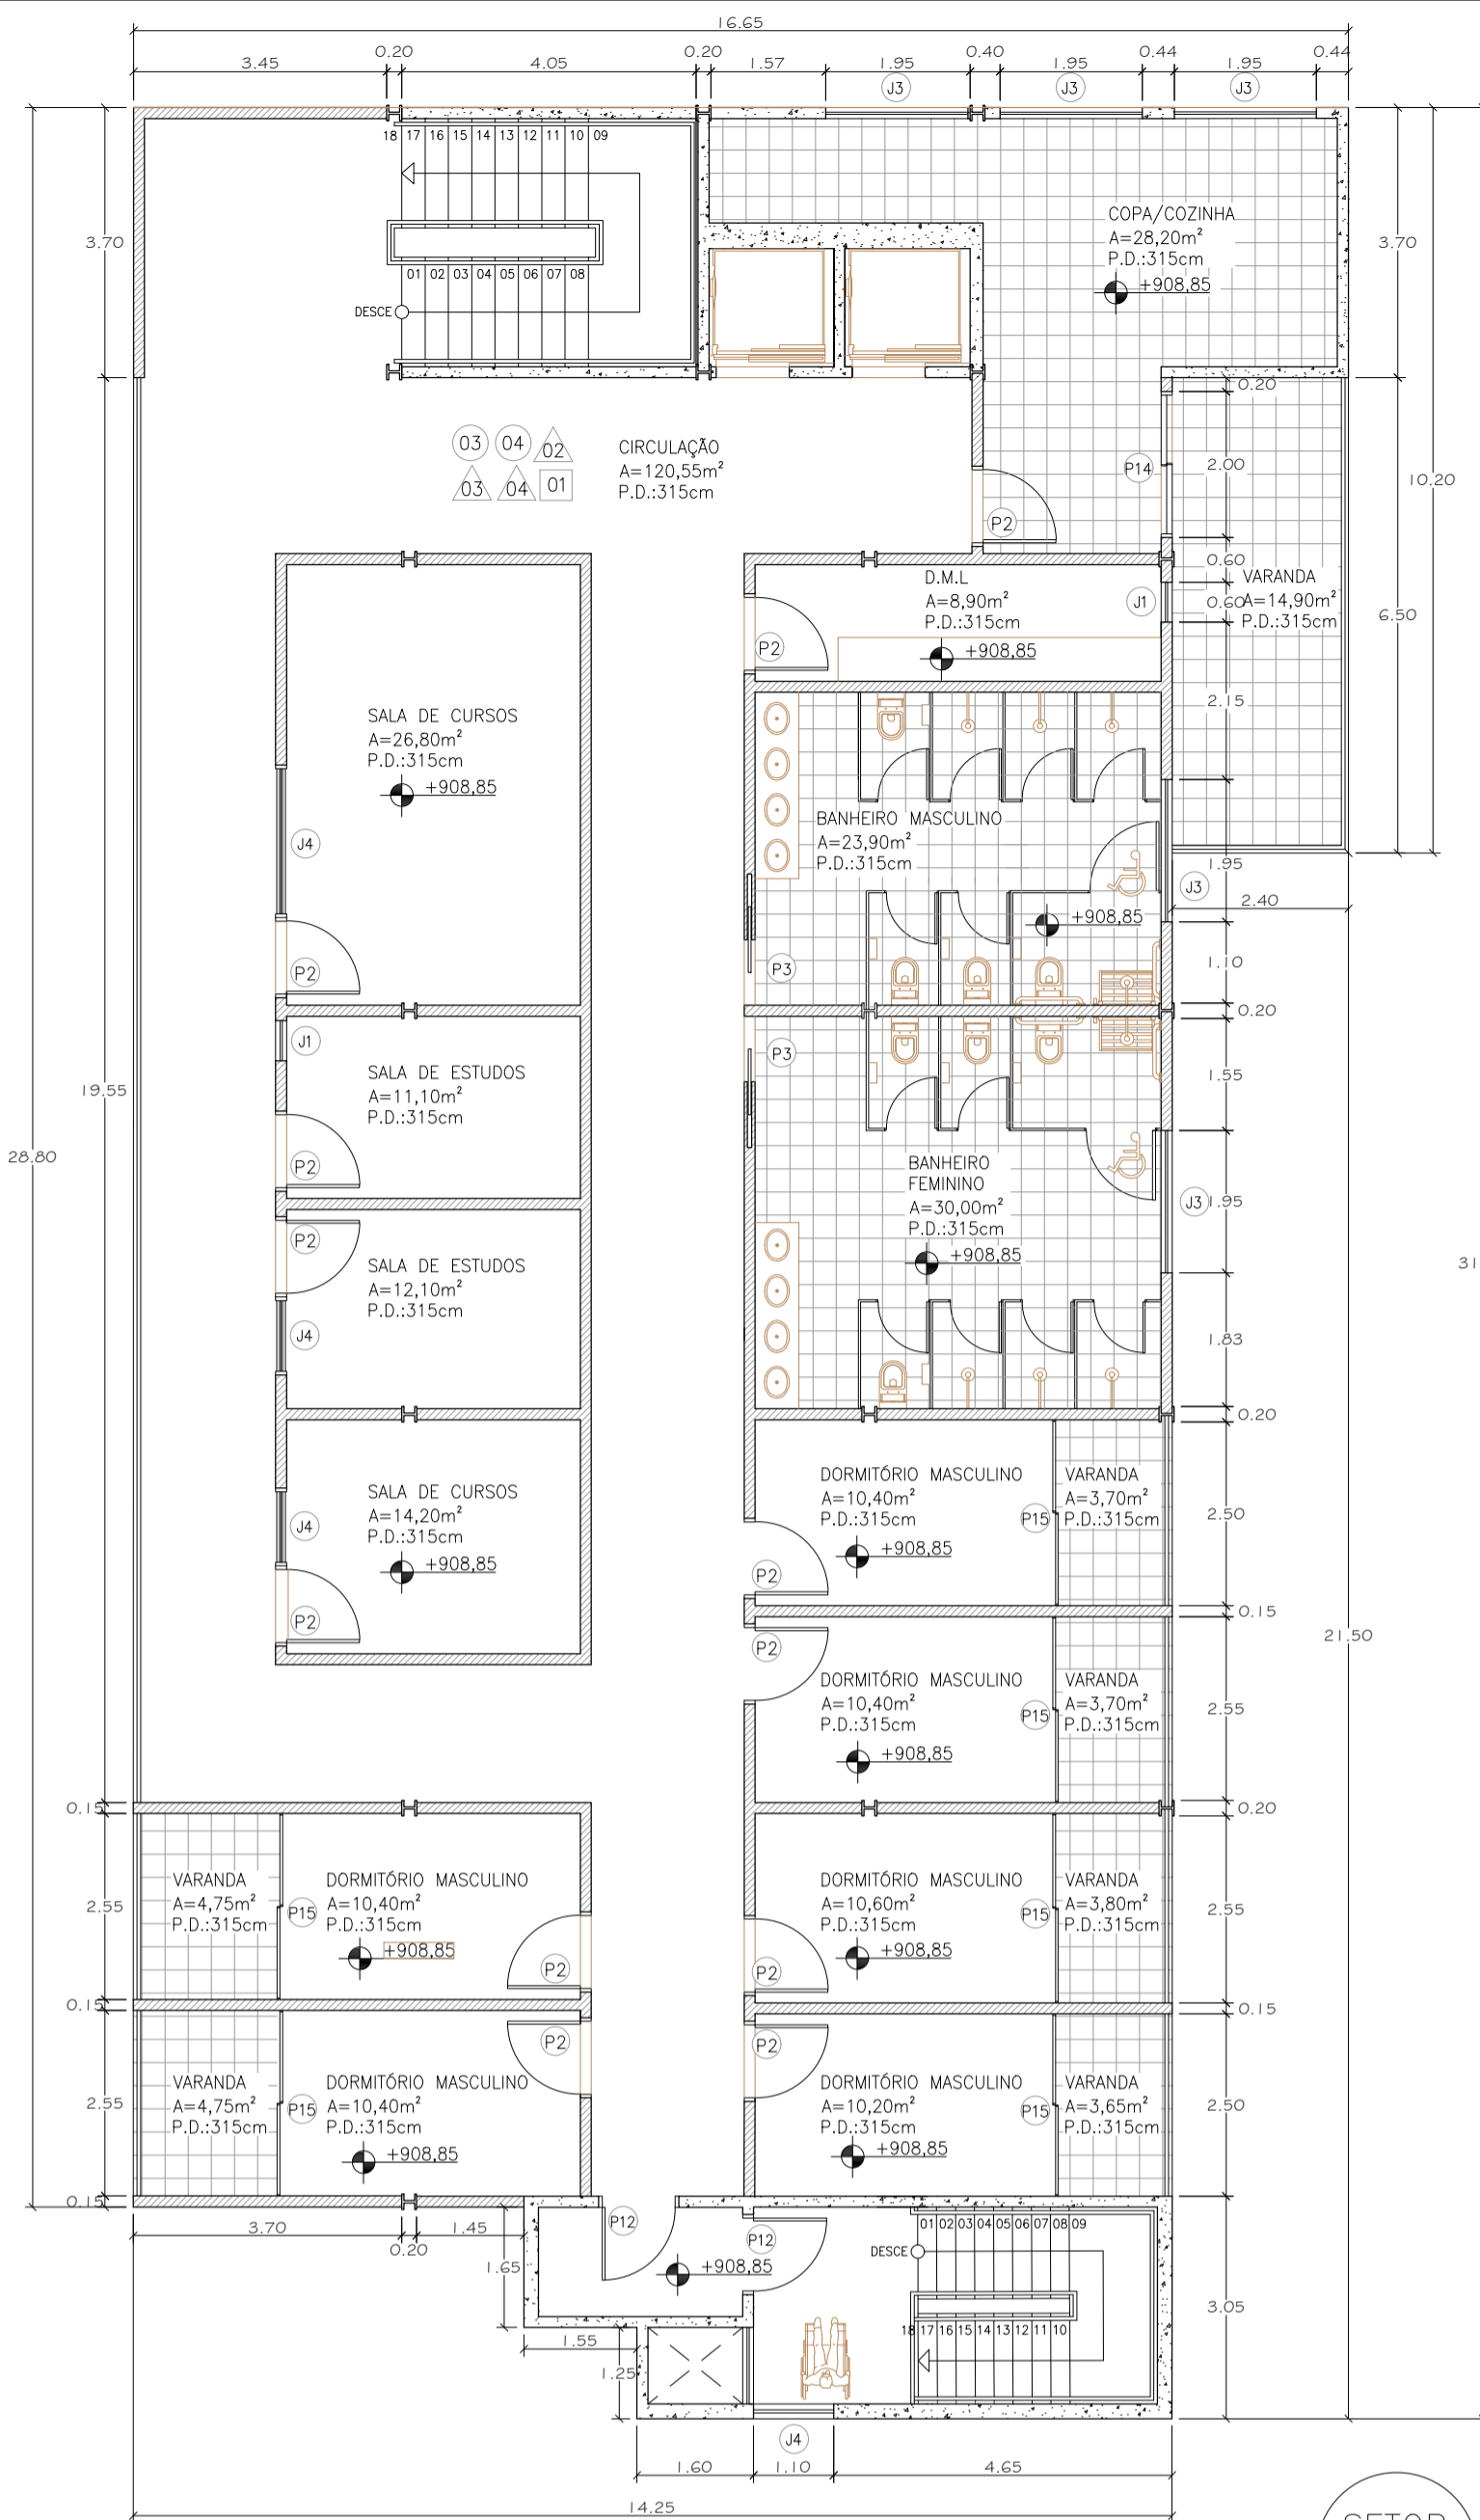 16.65
3.45
0.20
4.05
0.20
1.57
1.95
0.40
1.95
0.44
1.95
0.44
J3
J3
J3
18 17 16 15 14 13 12 11 10 09
01 02 03 04 05 06 07 08
DESCE
3.70
COPA/COZINHA
A=28,20m²
P.D.:315cm
+908,85
3.70
0.20
03 04 02
03 04 01
CIRCULAÇÃO
A=120,55m²
P.D.:315cm
P14
2.00
10.20
P2
0.60
D.M.L
A=8,90m²
P.D.:315cm
+908,85
J1
0.60
VARANDA
A=14,90m²
P.D.:315cm
6.50
P2
2.15
SALA DE CURSOS
A=26,80m²
P.D.:315cm
+908,85
J4
P2
BANHEIRO MASCULINO
A=23,90m²
P.D.:315cm
+908,85
1.95
J3
2.40
P3
1.10
0.20
J1
P3
SALA DE ESTUDOS
A=11,10m²
P.D.:315cm
P2
1.55
19.55
28.80
BANHEIRO
FEMININO
A=30,00m²
P.D.:315cm
+908,85
J3
1.95
P2
SALA DE ESTUDOS
A=12,10m²
P.D.:315cm
J4
31
1.83
0.20
SALA DE CURSOS
A=14,20m²
P.D.:315cm
+908,85
J4
P2
DORMITÓRIO MASCULINO
A=10,40m²
P.D.:315cm
+908,85
P15
VARANDA
A=3,70m²
P.D.:315cm
2.50
P2
0.15
21.50
P2
DORMITÓRIO MASCULINO
A=10,40m²
P.D.:315cm
+908,85
P15
VARANDA
A=3,70m²
P.D.:315cm
2.55
0.15
0.20
2.55
VARANDA
A=4,75m²
P.D.:315cm
P15
DORMITÓRIO MASCULINO
A=10,40m²
P.D.:315cm
+908,85
P2
P2
DORMITÓRIO MASCULINO
A=10,60m²
P.D.:315cm
+908,85
P15
VARANDA
A=3,80m²
P.D.:315cm
2.55
0.15
0.15
2.55
VARANDA
A=4,75m²
P.D.:315cm
P15
DORMITÓRIO MASCULINO
A=10,40m²
P.D.:315cm
+908,85
P2
P2
DORMITÓRIO MASCULINO
A=10,20m²
P.D.:315cm
+908,85
P15
VARANDA
A=3,65m²
P.D.:315cm
2.50
0.15
3.70
0.20
1.45
1.65
P12
P12
+908,85
01 02 03 04 05 06 07 08 09
DESCE
18 17 16 15 14 13 12 11 10
3.05
1.55
1.25
J4
1.60
1.10
4.65
14.25
SETOR